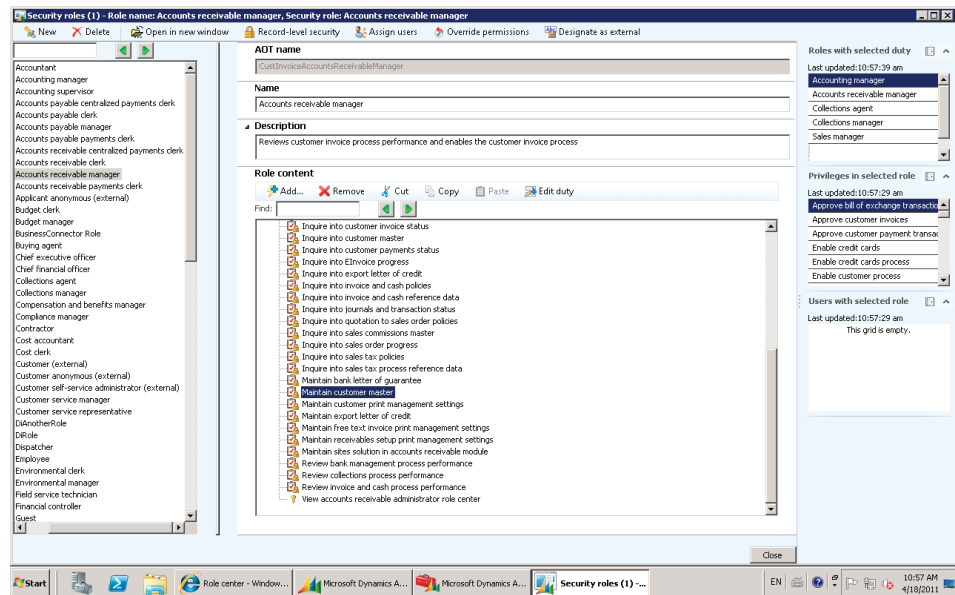 Security roles (1) - Role name: Accounts receivable manager, Security role: Accounts receivable manager
New Delete Open in new window Record-level security Assign users Override permissions Designate as external
Accountant
Accounting manager
Accounting supervisor
Accounts payable centralized payments clerk
Accounts payable clerk
Accounts payable manager
Accounts payable payments clerk
Accounts receivable centralized payments clerk
Accounts receivable clerk
Accounts receivable manager
Accounts receivable payments clerk
Applicant anonymous (external)
Budget clerk
Budget manager
BusinessConnector Role
Buying agent
Chief executive officer
Chief financial officer
Collections agent
Collections manager
Compensation and benefits manager
Compliance manager
Contractor
Cost accountant
Cost clerk
Customer (external)
Customer anonymous (external)
Customer self-service administrator (external)
Customer service manager
Customer service representative
DiAnotherRole
DiRole
Dispatcher
Employee
Environmental clerk
Environmental manager
Field service technician
Financial controller
Guest
AOT name
CustInvoiceAccountsReceivableManager
Name
Accounts receivable manager
Description
Reviews customer invoice process performance and enables the customer invoice process
Role content
Add... Remove Cut Copy Paste Edit duty
Find:
Inquire into customer invoice status
Inquire into customer master
Inquire into customer payments status
Inquire into EInvoice progress
Inquire into export letter of credit
Inquire into invoice and cash policies
Inquire into invoice and cash reference data
Inquire into journals and transaction status
Inquire into quotation to sales order policies
Inquire into sales commissions master
Inquire into sales order progress
Inquire into sales tax policies
Inquire into sales tax process reference data
Maintain bank letter of guarantee
Maintain customer master
Maintain customer print management settings
Maintain export letter of credit
Maintain free text invoice print management settings
Maintain receivables setup print management settings
Maintain sites solution in accounts receivable module
Review bank management process performance
Review collections process performance
Review invoice and cash process performance
View accounts receivable administrator role center
Roles with selected duty
Last updated:10:57:39 am
Accounting manager
Accounts receivable manager
Collections agent
Collections manager
Sales manager
Privileges in selected role
Last updated:10:57:29 am
Approve bill of exchange transactio
Approve customer invoices
Approve customer payment transac
Enable credit cards
Enable credit cards process
Enable customer process
Users with selected role
Last updated:10:57:29 am
This grid is empty.
Close
Start Role center - Window... Microsoft Dynamics A... Microsoft Dynamics A... Security roles (1) -... EN 10:57 AM
4/18/2011